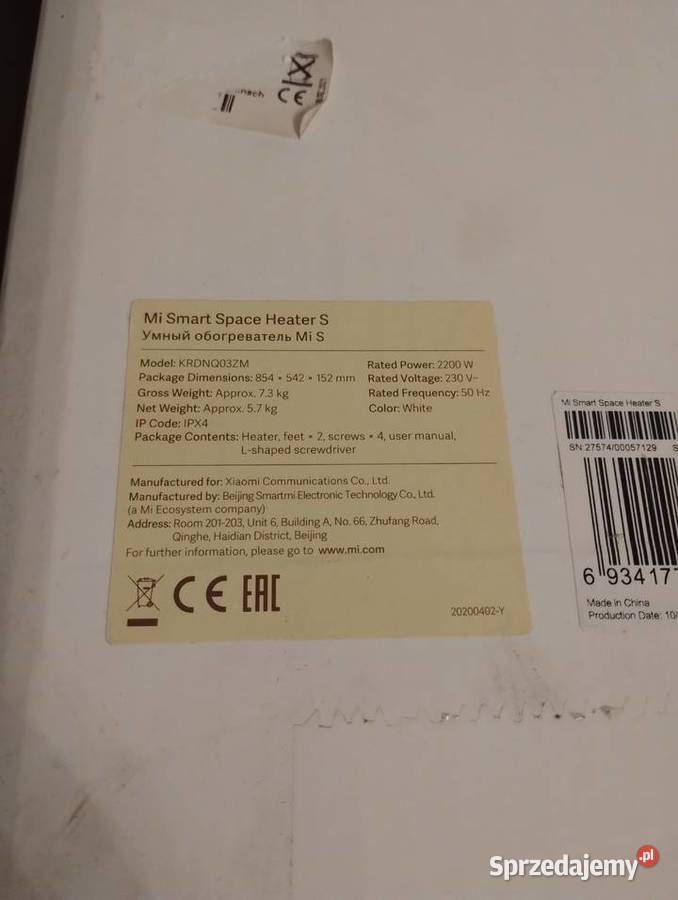 CE
Mi Smart Space Heater S
Умный обогреватель Mi S
Model: KRDNQ03ZM
Package Dimensions: 854 × 542 × 152 mm
Gross Weight: Approx. 7.3 kg
Net Weight: Approx. 5.7 kg
IP Code: IPX4
Rated Power: 2200 W
Rated Voltage: 230 V~
Rated Frequency: 50 Hz
Color: White
Package Contents: Heater, feet × 2, screws × 4, user manual,
L-shaped screwdriver
Manufactured for: Xiaomi Communications Co., Ltd.
Manufactured by: Beijing Smartmi Electronic Technology Co., Ltd.
(a Mi Ecosystem company)
Address: Room 201-203, Unit 6, Building A, No. 66, Zhufang Road,
Qinghe, Haidian District, Beijing
For further information, please go to www.mi.com
CE EAC
20200402-Y
Mi Smart Space Heater S
SN:27574/00057129 S
6 93417
Made in China
Production Date: 10/
Sprzedajemy.pl